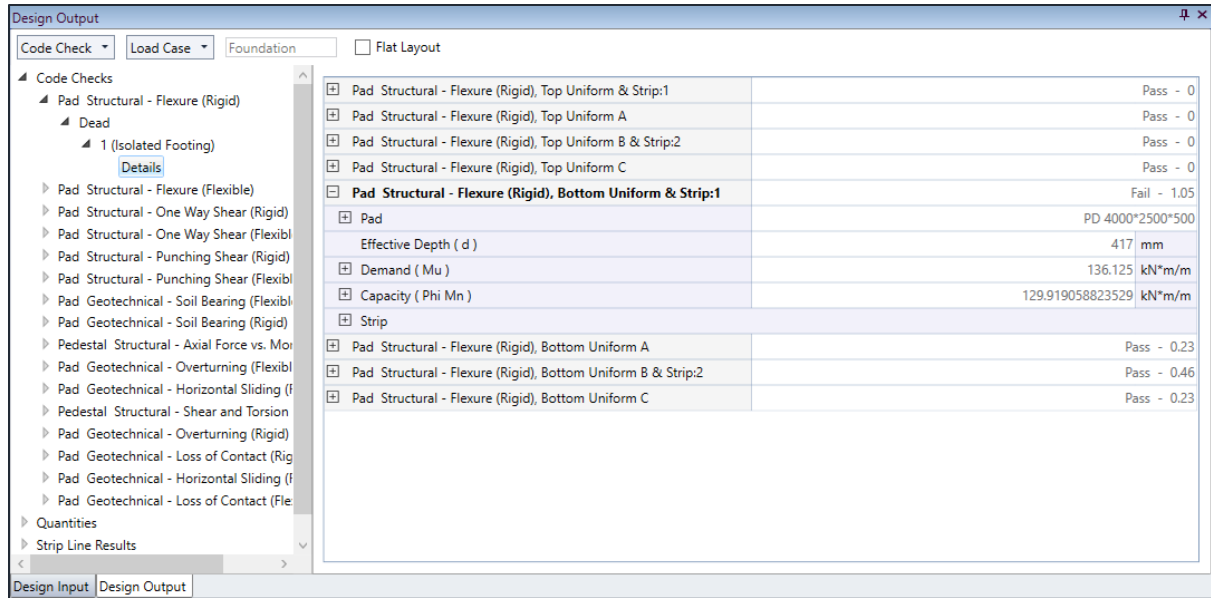 Design Output
Code Check
Load Case
Foundation
Flat Layout
Code Checks
Pad Structural - Flexure (Rigid)
Dead
1 (Isolated Footing)
Details
Pad Structural - Flexure (Flexible)
Pad Structural - One Way Shear (Rigid)
Pad Structural - One Way Shear (Flexibl
Pad Structural - Punching Shear (Rigid)
Pad Structural - Punching Shear (Flexibl
Pad Geotechnical - Soil Bearing (Flexibl
Pad Geotechnical - Soil Bearing (Rigid)
Pedestal Structural - Axial Force vs. Mor
Pad Geotechnical - Overturning (Flexibl
Pad Geotechnical - Horizontal Sliding (F
Pedestal Structural - Shear and Torsion
Pad Geotechnical - Overturning (Rigid)
Pad Geotechnical - Loss of Contact (Rig
Pad Geotechnical - Horizontal Sliding (F
Pad Geotechnical - Loss of Contact (Fle
Quantities
Strip Line Results
Pad Structural - Flexure (Rigid), Top Uniform & Strip:1 Pass - 0
Pad Structural - Flexure (Rigid), Top Uniform A Pass - 0
Pad Structural - Flexure (Rigid), Top Uniform B & Strip:2 Pass - 0
Pad Structural - Flexure (Rigid), Top Uniform C Pass - 0
Pad Structural - Flexure (Rigid), Bottom Uniform & Strip:1 Fail - 1.05
Pad PD 4000*2500*500
Effective Depth ( d ) 417 mm
Demand ( Mu ) 136.125 kN*m/m
Capacity ( Phi Mn ) 129.919058823529 kN*m/m
Strip
Pad Structural - Flexure (Rigid), Bottom Uniform A Pass - 0.23
Pad Structural - Flexure (Rigid), Bottom Uniform B & Strip:2 Pass - 0.46
Pad Structural - Flexure (Rigid), Bottom Uniform C Pass - 0.23
Design Input Design Output